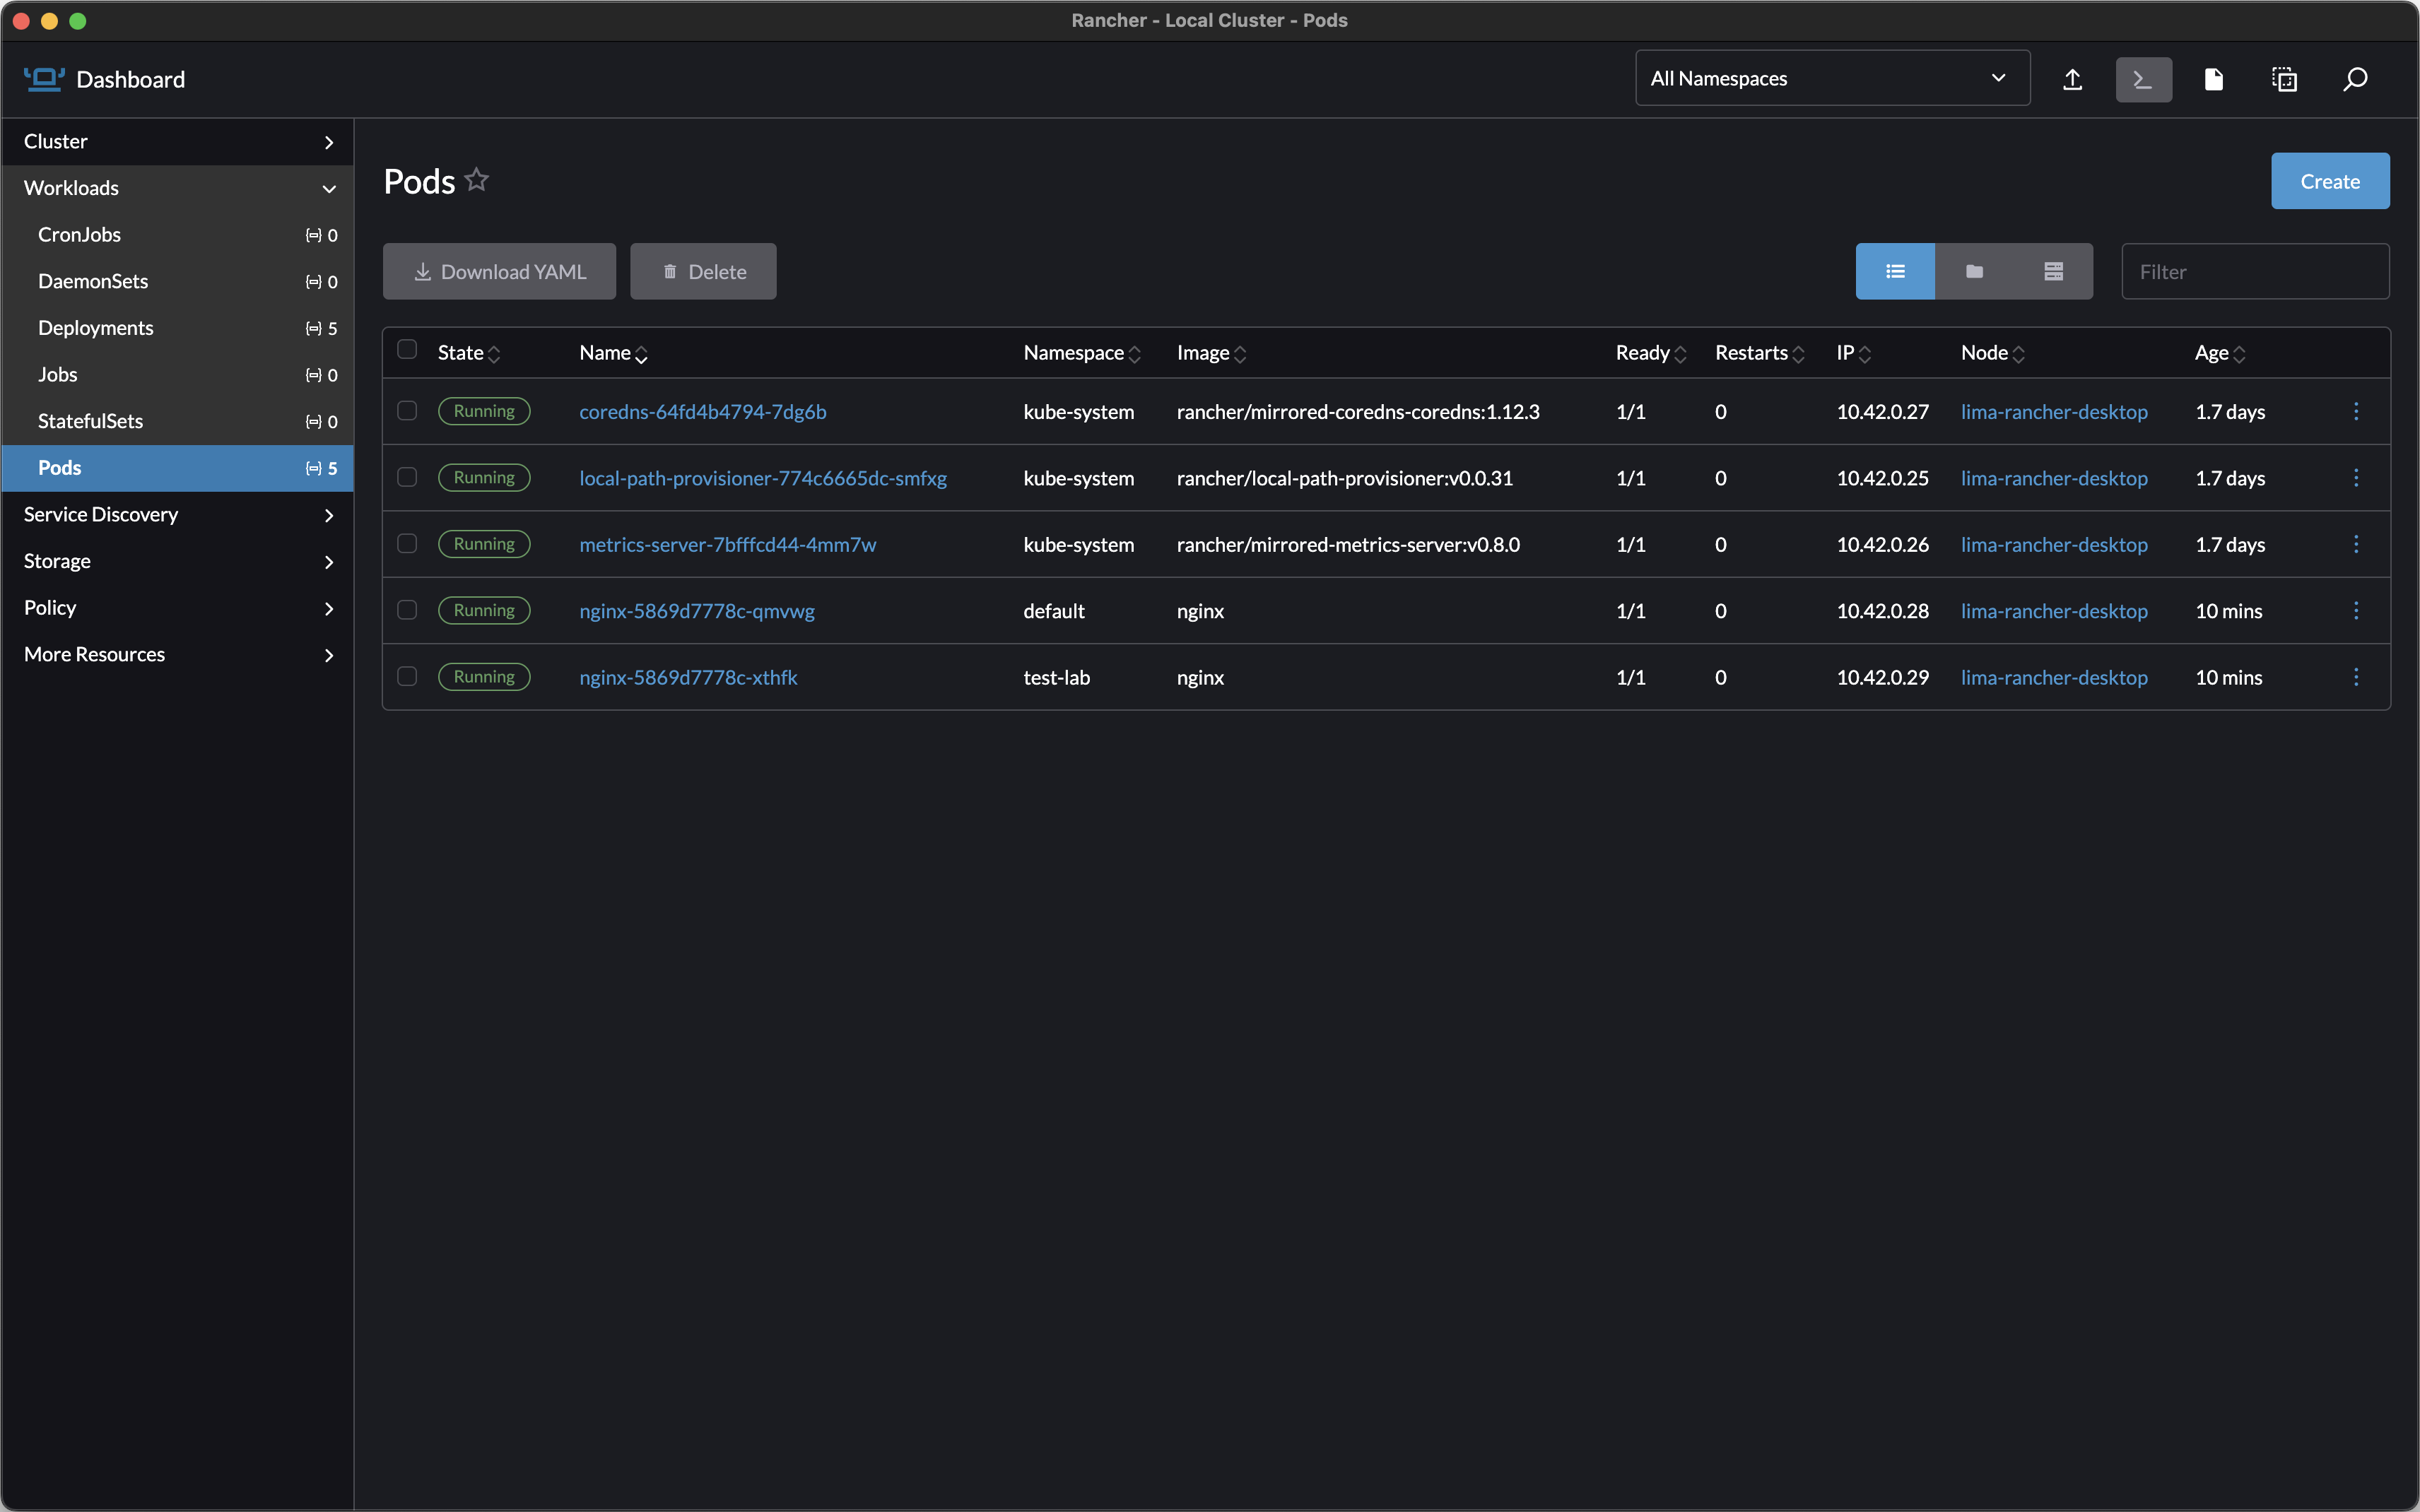 Rancher - Local Cluster - Pods
Dashboard
All Namespaces
Cluster
Workloads
CronJobs 0
DaemonSets 0
Deployments 5
Jobs 0
StatefulSets 0
Pods 5
Service Discovery
Storage
Policy
More Resources
Pods
Create
Download YAML Delete
Filter
State Name Namespace Image Ready Restarts IP Node Age
Running coredns-64fd4b4794-7dg6b kube-system rancher/mirrored-coredns-coredns:1.12.3 1/1 0 10.42.0.27 lima-rancher-desktop 1.7 days
Running local-path-provisioner-774c6665dc-smfxg kube-system rancher/local-path-provisioner:v0.0.31 1/1 0 10.42.0.25 lima-rancher-desktop 1.7 days
Running metrics-server-7bfffcd44-4mm7w kube-system rancher/mirrored-metrics-server:v0.8.0 1/1 0 10.42.0.26 lima-rancher-desktop 1.7 days
Running nginx-5869d7778c-qmvwg default nginx 1/1 0 10.42.0.28 lima-rancher-desktop 10 mins
Running nginx-5869d7778c-xthfk test-lab nginx 1/1 0 10.42.0.29 lima-rancher-desktop 10 mins